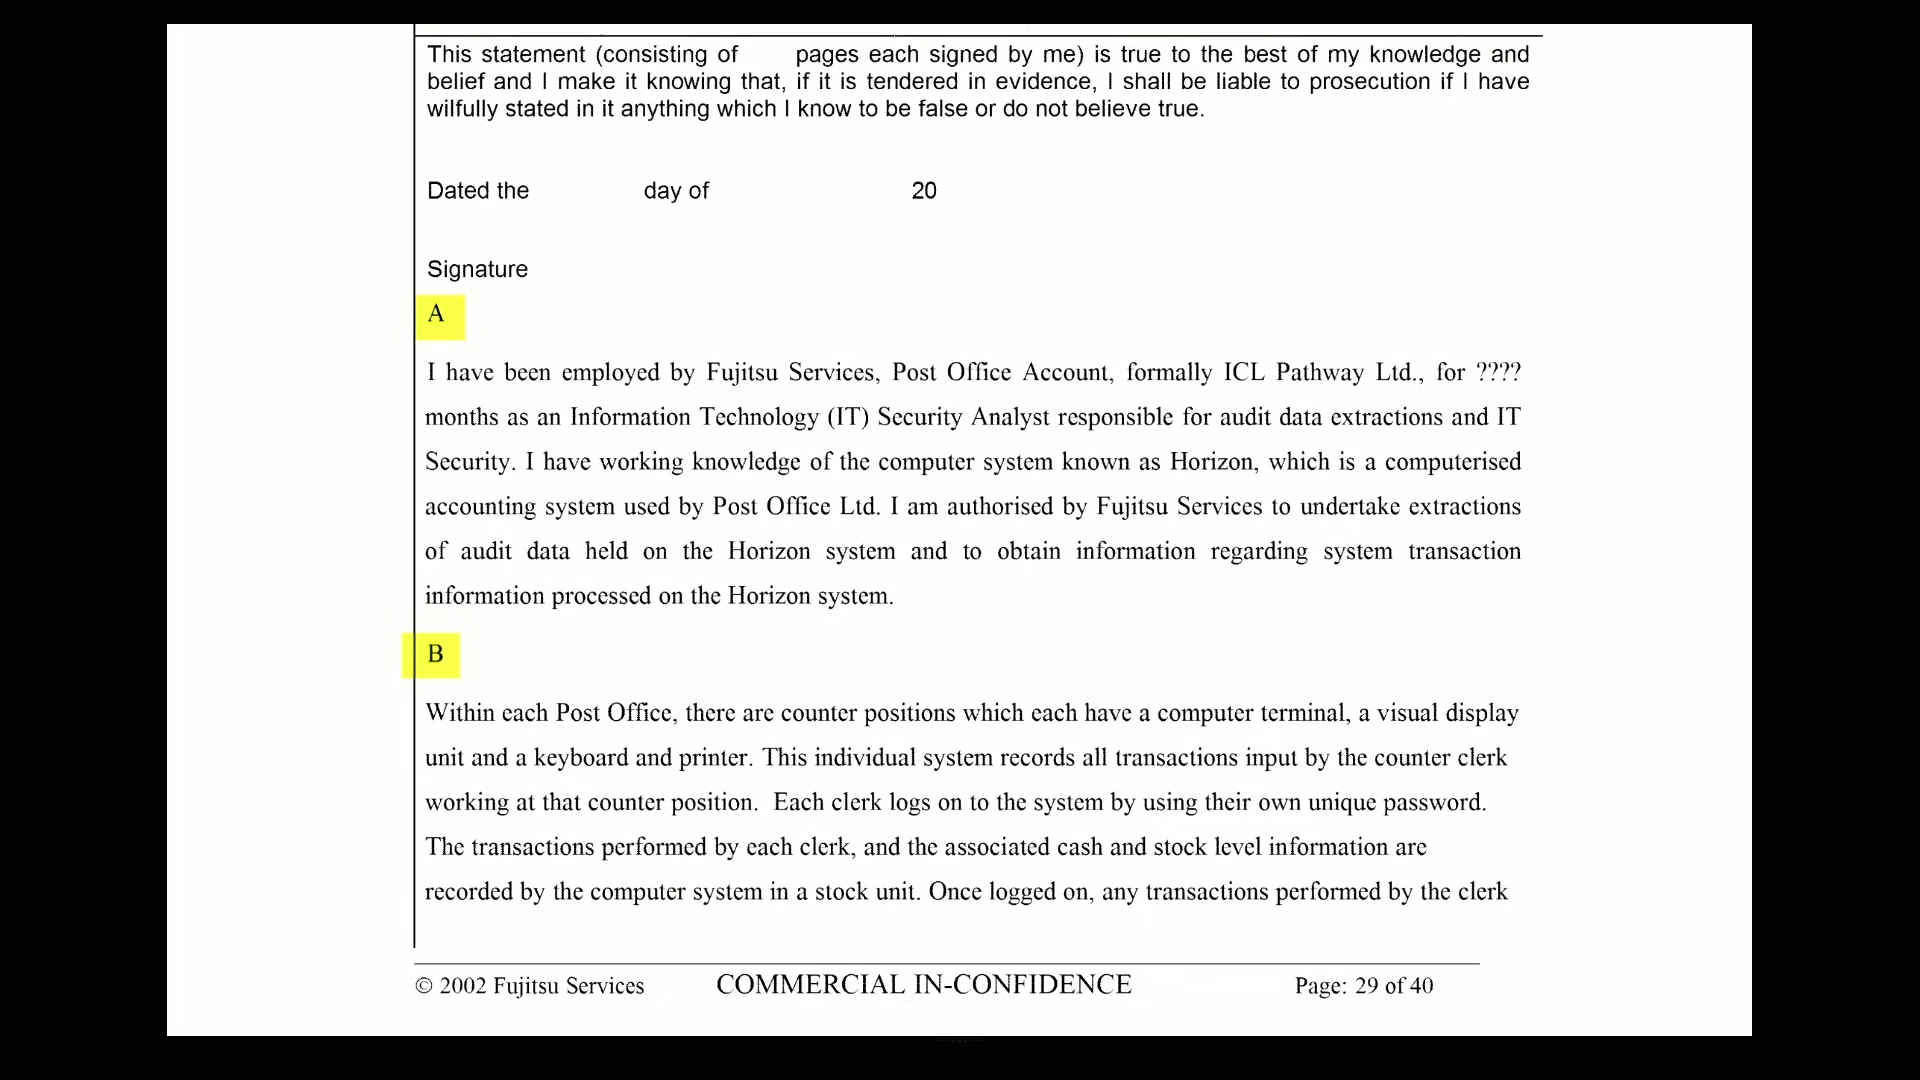 This statement (consisting of pages each signed by me) is true to the best of my knowledge and
belief and I make it knowing that, if it is tendered in evidence, I shall be liable to prosecution if I have
wilfully stated in it anything which I know to be false or do not believe true.
Dated the day of 20
Signature
A
I have been employed by Fujitsu Services, Post Office Account, formally ICL Pathway Ltd., for ????
months as an Information Technology (IT) Security Analyst responsible for audit data extractions and IT
Security. I have working knowledge of the computer system known as Horizon, which is a computerised
accounting system used by Post Office Ltd. I am authorised by Fujitsu Services to undertake extractions
of audit data held on the Horizon system and to obtain information regarding system transaction
information processed on the Horizon system.
B
Within each Post Office, there are counter positions which each have a computer terminal, a visual display
unit and a keyboard and printer. This individual system records all transactions input by the counter clerk
working at that counter position. Each clerk logs on to the system by using their own unique password.
The transactions performed by each clerk, and the associated cash and stock level information are
recorded by the computer system in a stock unit. Once logged on, any transactions performed by the clerk
© 2002 Fujitsu Services COMMERCIAL IN-CONFIDENCE Page: 29 of 40